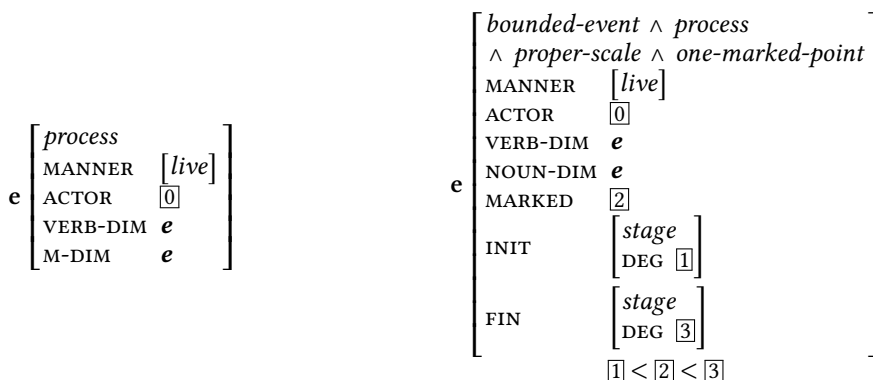 e
process
MANNER [live]
ACTOR 0
VERB-DIM e
M-DIM e
e
bounded-event ∧ process
∧ proper-scale ∧ one-marked-point
MANNER [live]
ACTOR 0
VERB-DIM e
NOUN-DIM e
MARKED 2
INIT
stage
DEG 1
FIN
stage
DEG 3
1 < 2 < 3